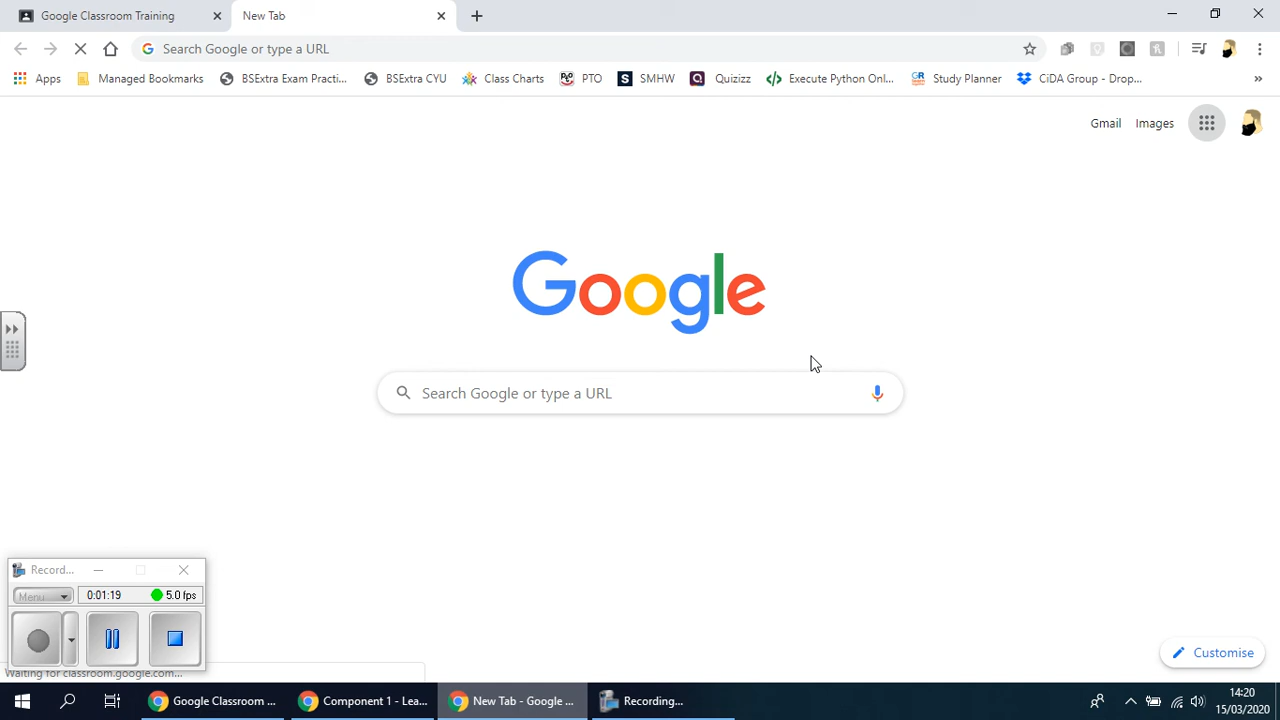 Google Classroom Training
New Tab
Search Google or type a URL
Apps
Managed Bookmarks
BSExtra Exam Practi...
BSExtra CYU
Class Charts
PTO
SMHW
Quizizz
Execute Python Onl...
Study Planner
CiDA Group - Drop...
»
Gmail
Images
Google
Search Google or type a URL
Record...
Menu
0:01:19
5.0 fps
Waiting for classroom.google.com...
Customise
Google Classroom ...
Component 1 - Lea...
New Tab - Google ...
Recording...
14:20
15/03/2020